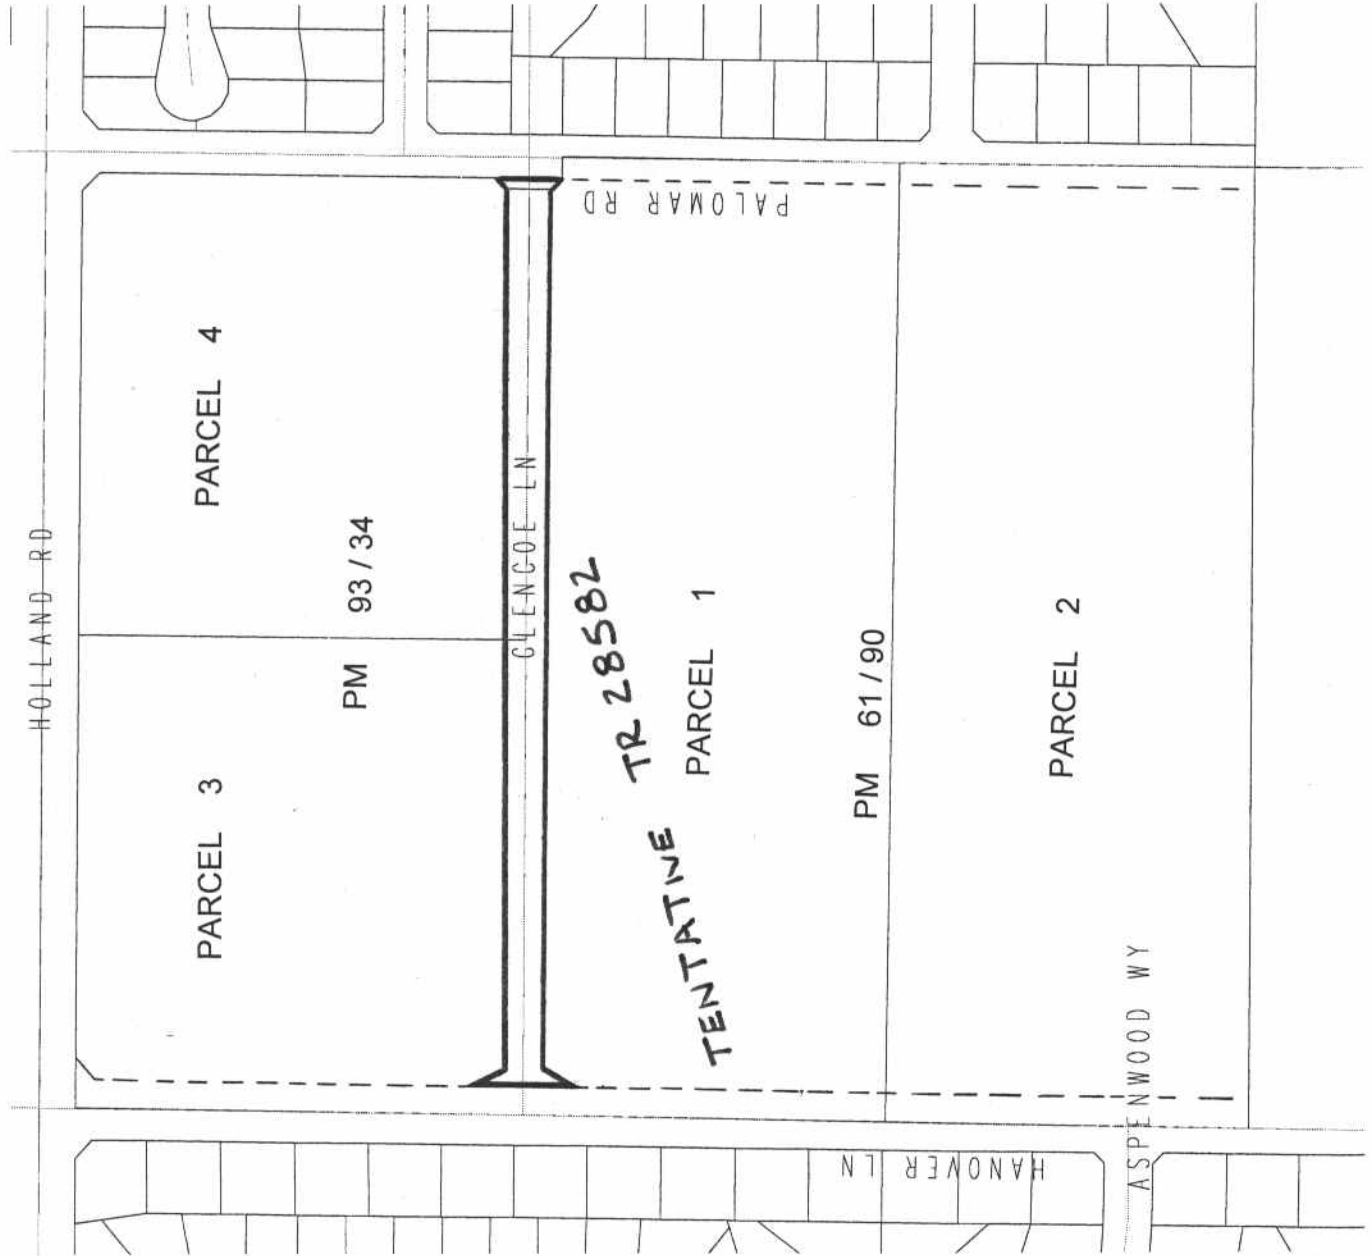 HOLLAND RD
PARCEL 4
PARCEL 3
PM 93 / 34
GLENCOE LN
PALOMAR RD
TENTATIVE TR 28582
PARCEL 1
PM 61 / 90
PARCEL 2
ASPENWOOD WY
HANOVER LN